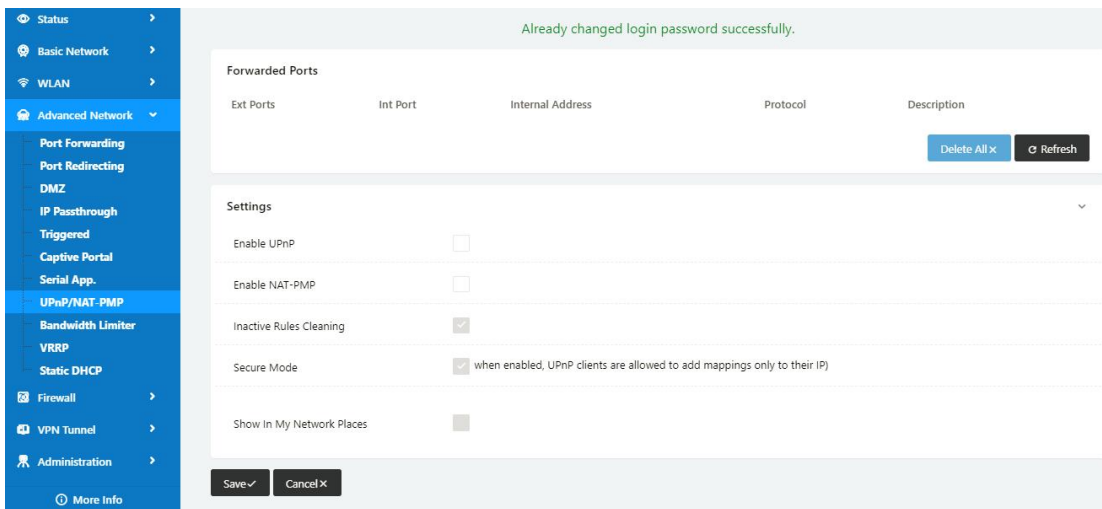 Status
Basic Network
WLAN
Advanced Network
Port Forwarding
Port Redirecting
DMZ
IP Passthrough
Triggered
Captive Portal
Serial App.
UPnP/NAT-PMP
Bandwidth Limiter
VRRP
Static DHCP
Firewall
VPN Tunnel
Administration
More Info
Already changed login password successfully.
Forwarded Ports
Ext Ports Int Port Internal Address Protocol Description
Delete All Refresh
Settings
Enable UPnP
Enable NAT-PMP
Inactive Rules Cleaning
Secure Mode when enabled, UPnP clients are allowed to add mappings only to their IP)
Show In My Network Places
Save Cancel